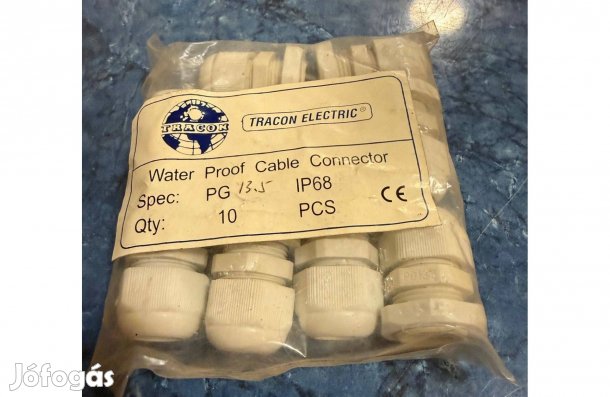 TRACON
TRACON ELECTRIC®
Water Proof Cable Connector
Spec: PG 13.5 IP68
Qty: 10 PCS CE
Jófogás